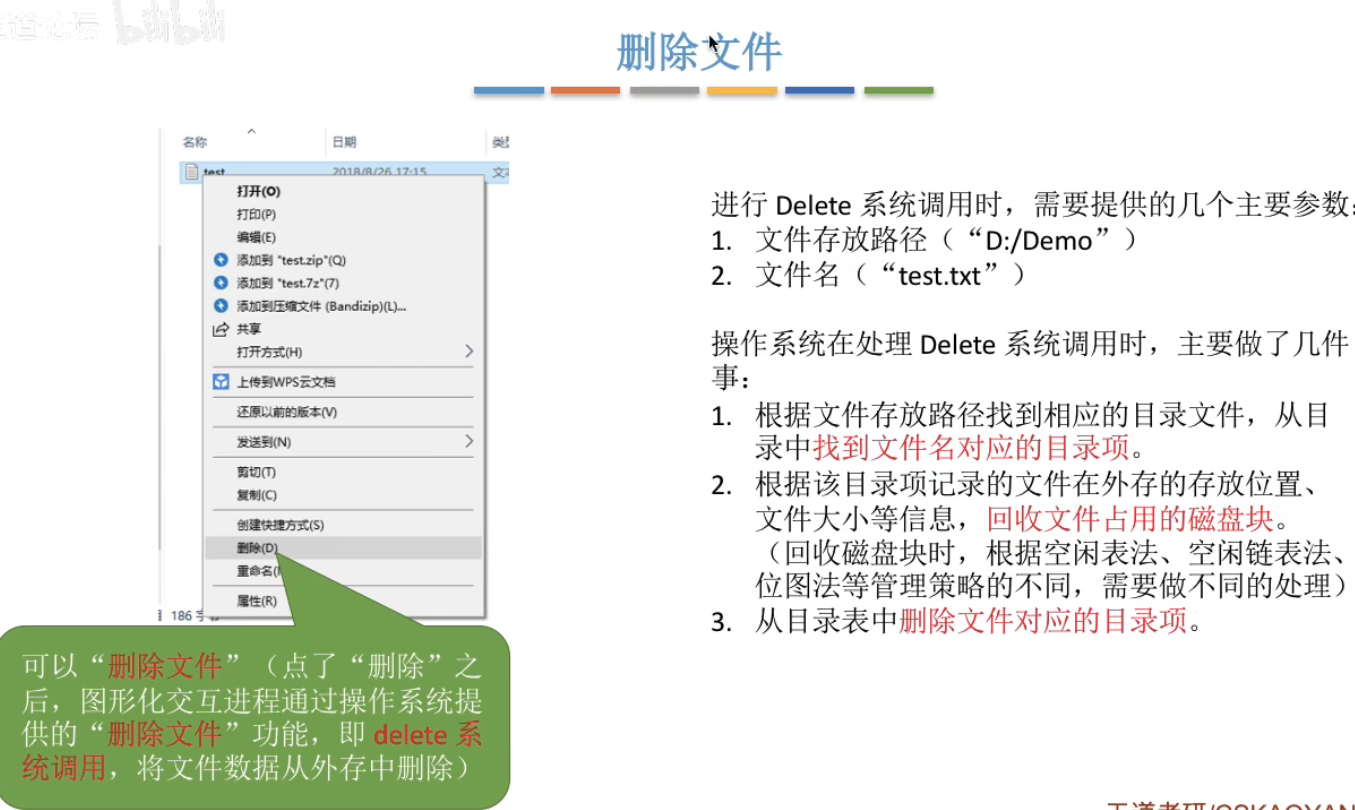 bilibili
删除文件
名称 日期
test 2018/8/26 17:15
打开(O)
打印(P)
编辑(E)
添加到 "test.zip"(Q)
添加到 "test.7z"(7)
添加到压缩文件 (Bandizip)(L)...
共享
打开方式(H)
上传到WPS云文档
还原以前的版本(V)
发送到(N)
剪切(T)
复制(C)
创建快捷方式(S)
删除(D)
重命名(
属性(R)
186
可以“删除文件”（点了“删除”之
后，图形化交互进程通过操作系统提
供的“删除文件”功能，即 delete 系
统调用，将文件数据从外存中删除）
进行 Delete 系统调用时，需要提供的几个主要参数：
1. 文件存放路径（“D:/Demo”）
2. 文件名（“test.txt”）
操作系统在处理 Delete 系统调用时，主要做了几件
事：
1. 根据文件存放路径找到相应的目录文件，从目
录中找到文件名对应的目录项。
2. 根据该目录项记录的文件在外存的存放位置、
文件大小等信息，回收文件占用的磁盘块。
（回收磁盘块时，根据空闲表法、空闲链表法、
位图法等管理策略的不同，需要做不同的处理）
3. 从目录表中删除文件对应的目录项。